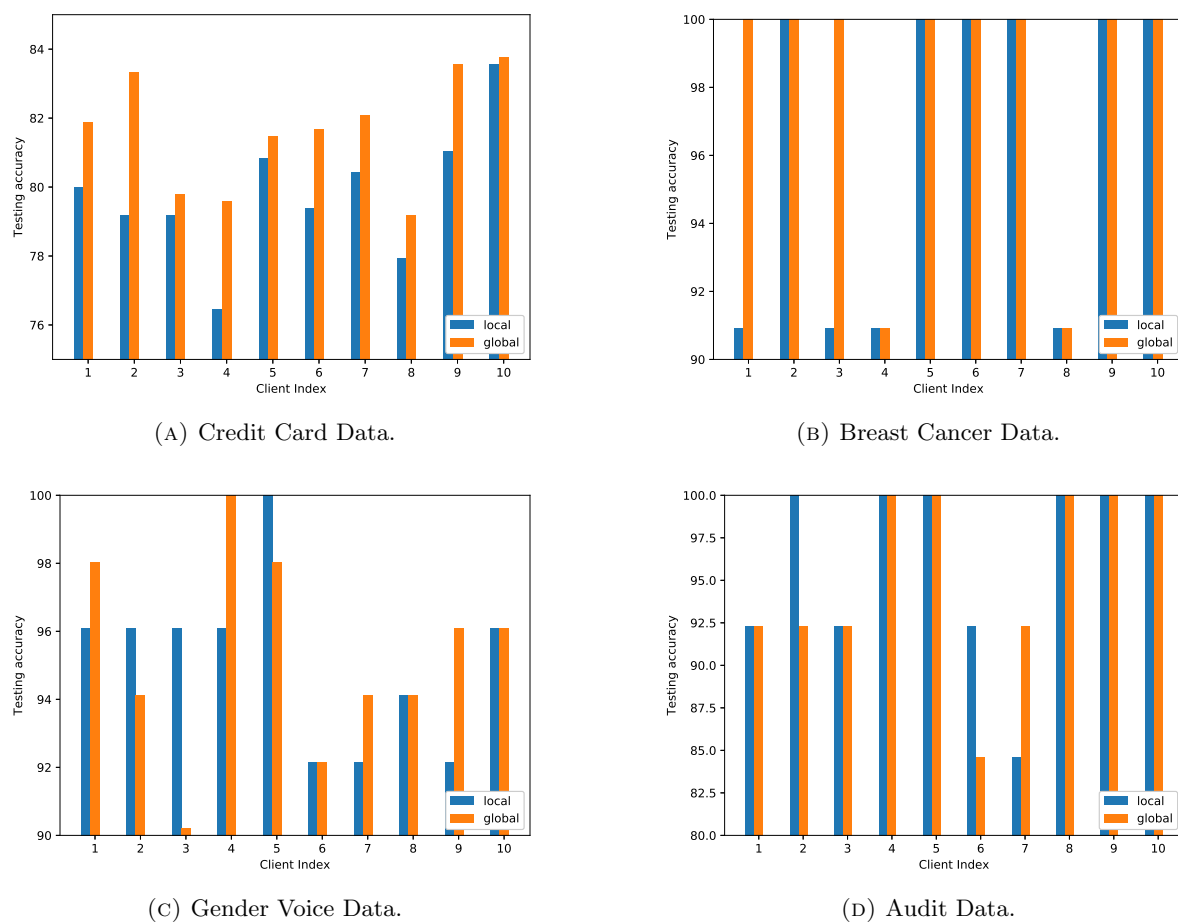 84
82
80
78
76
Testing accuracy
local
global
1 2 3 4 5 6 7 8 9 10
Client Index
(A) Credit Card Data.
100
98
96
94
92
90
Testing accuracy
local
global
1 2 3 4 5 6 7 8 9 10
Client Index
(B) Breast Cancer Data.
100
98
96
94
92
90
Testing accuracy
local
global
1 2 3 4 5 6 7 8 9 10
Client Index
(C) Gender Voice Data.
100.0
97.5
95.0
92.5
90.0
87.5
85.0
82.5
80.0
Testing accuracy
local
global
1 2 3 4 5 6 7 8 9 10
Client Index
(D) Audit Data.